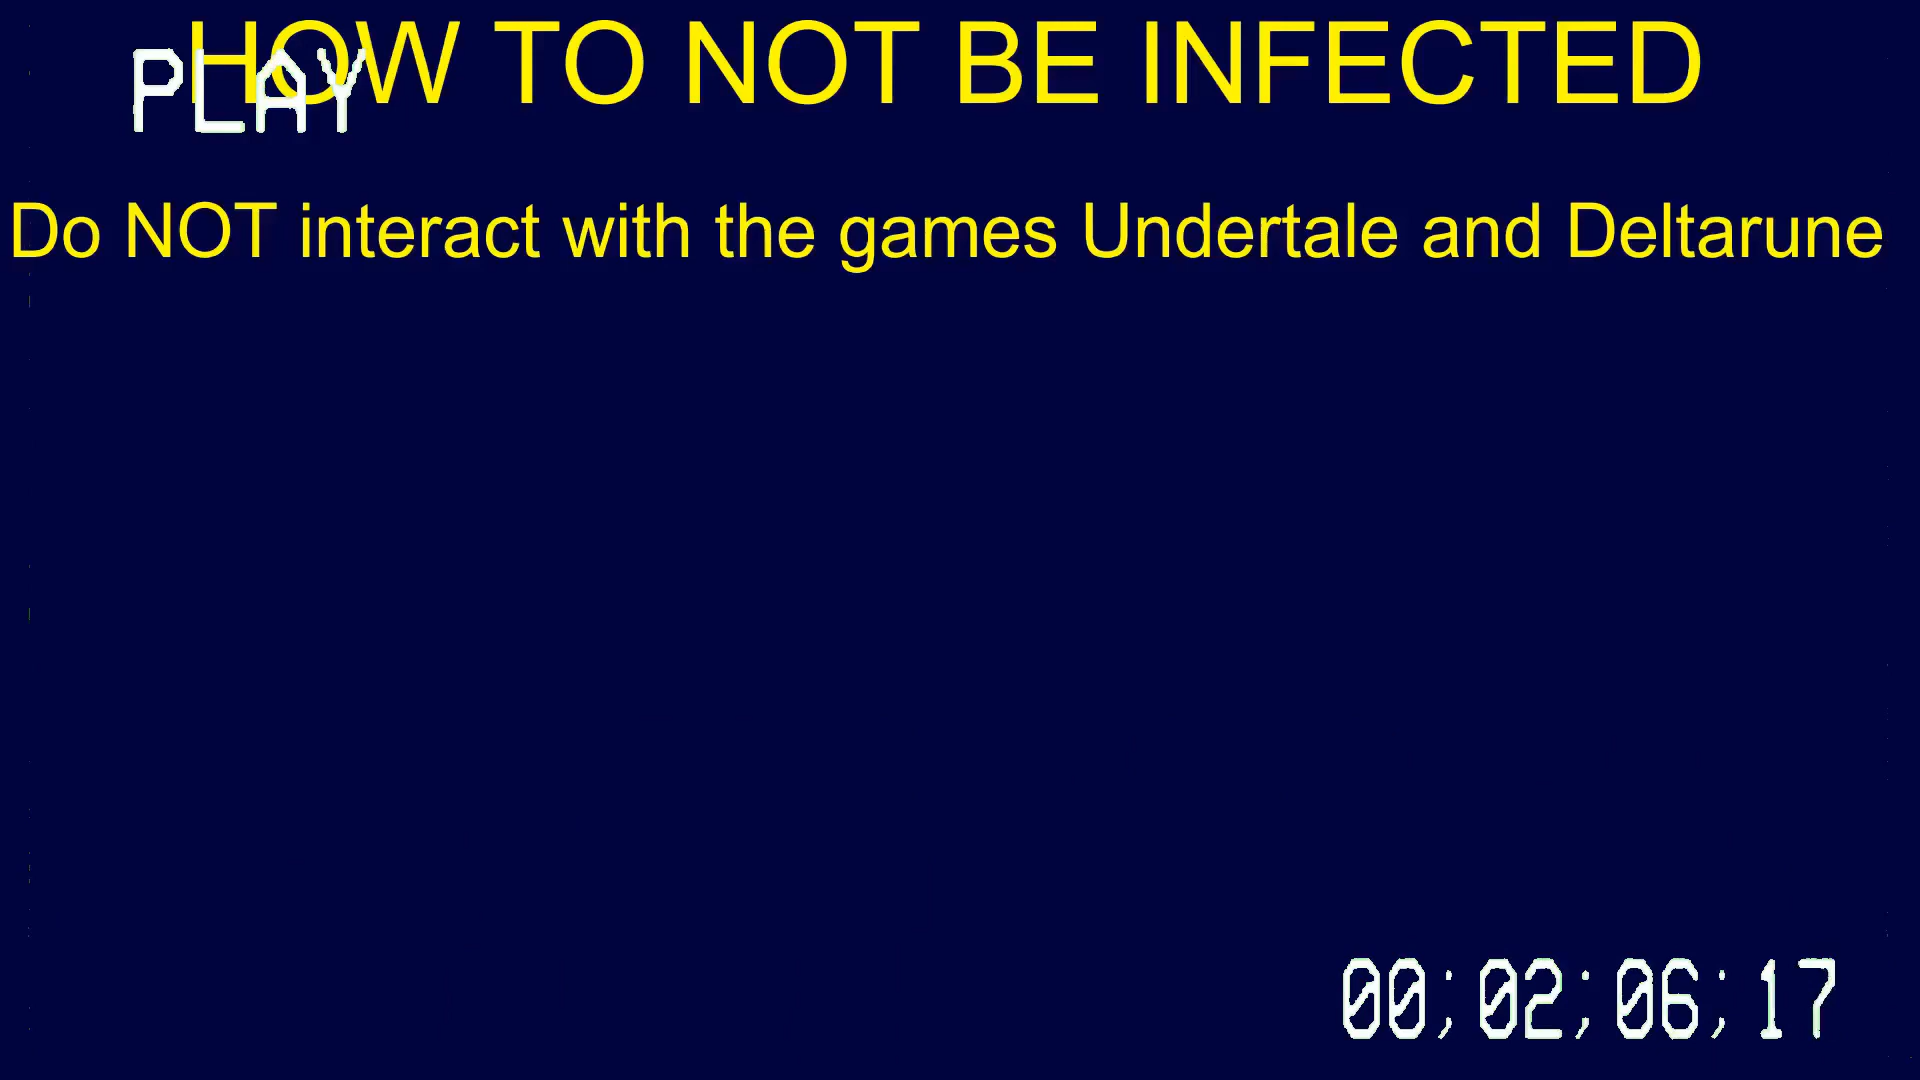 HOW TO NOT BE INFECTED
PLAY
Do NOT interact with the games Undertale and Deltarune
00;02;06;17